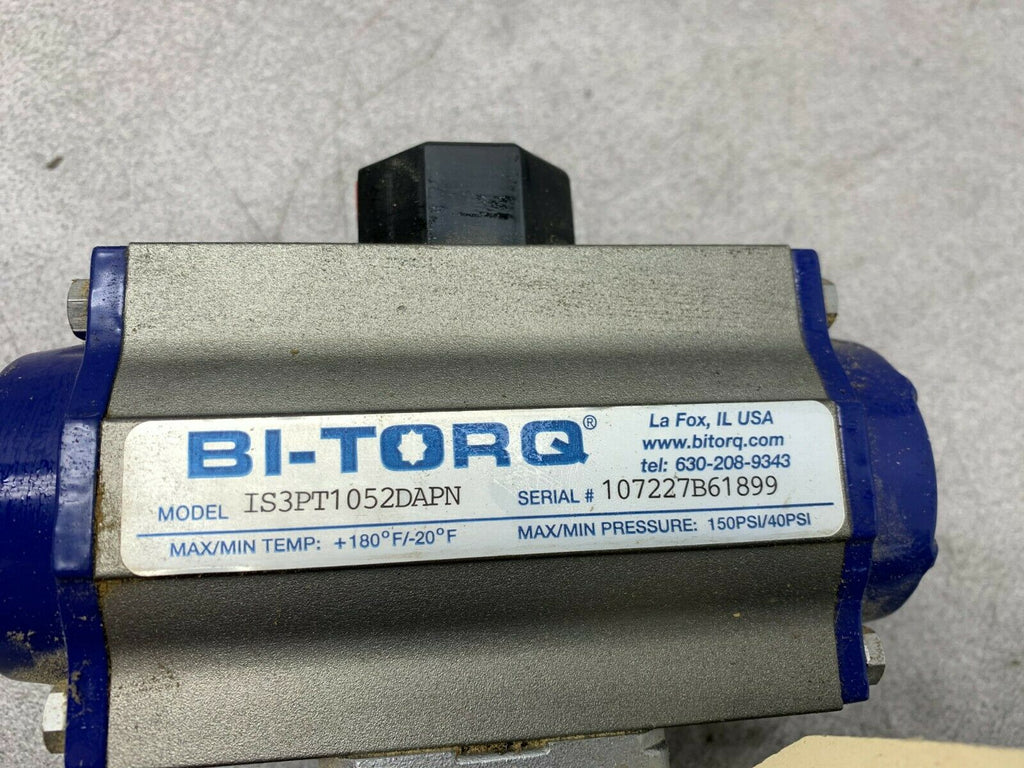 BI-TORQ®
La Fox, IL USA
www.bitorq.com
tel: 630-208-9343
MODEL IS3PT1052DAPN SERIAL # 107227B61899
MAX/MIN TEMP: +180°F/-20°F MAX/MIN PRESSURE: 150PSI/40PSI